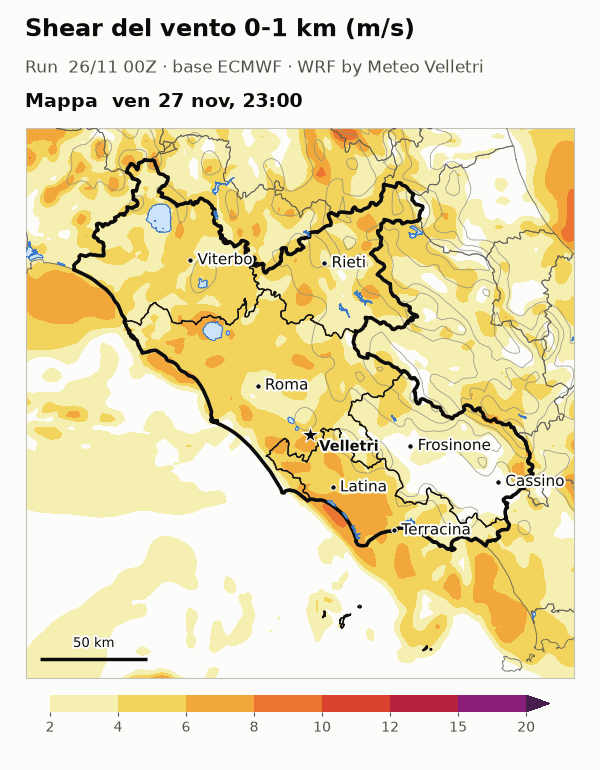 Shear del vento 0-1 km (m/s)
Run  26/11 00Z · base ECMWF · WRF by Meteo Velletri
Mappa  ven 27 nov, 23:00
Viterbo
Rieti
Roma
Velletri
Frosinone
Cassino
Latina
Terracina
50 km
2 4 6 8 10 12 15 20